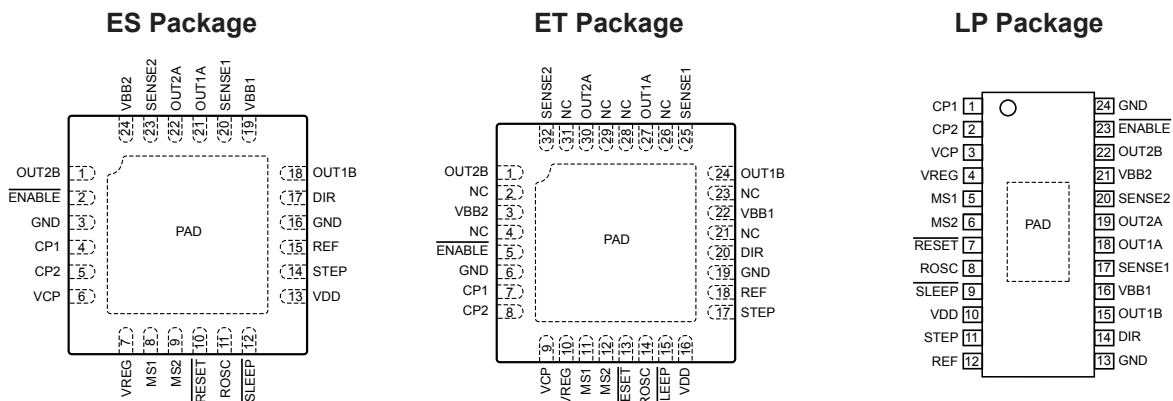 ES Package
ET Package
LP Package
VBB2
SENSE2
OUT2A
OUT1A
SENSE1
VBB1
24
23
22
21
20
19
OUT2B 1
ENABLE 2
GND 3
CP1 4
CP2 5
VCP 6
PAD
18 OUT1B
17 DIR
16 GND
15 REF
14 STEP
13 VDD
7
8
9
10
11
12
VREG
MS1
MS2
RESET
ROSC
SLEEP
SENSE2
NC
OUT2A
NC
NC
OUT1A
NC
SENSE1
32
31
30
29
28
27
26
25
OUT2B 1
NC 2
VBB2 3
NC 4
ENABLE 5
GND 6
CP1 7
CP2 8
PAD
24 OUT1B
23 NC
22 VBB1
21 NC
20 DIR
19 GND
18 REF
17 STEP
9
10
11
12
13
14
15
16
VCP
VREG
MS1
MS2
ESET
ROSC
LEEP
VDD
CP1 1
CP2 2
VCP 3
VREG 4
MS1 5
MS2 6
RESET 7
ROSC 8
SLEEP 9
VDD 10
STEP 11
REF 12
PAD
24 GND
23 ENABLE
22 OUT2B
21 VBB2
20 SENSE2
19 OUT2A
18 OUT1A
17 SENSE1
16 VBB1
15 OUT1B
14 DIR
13 GND